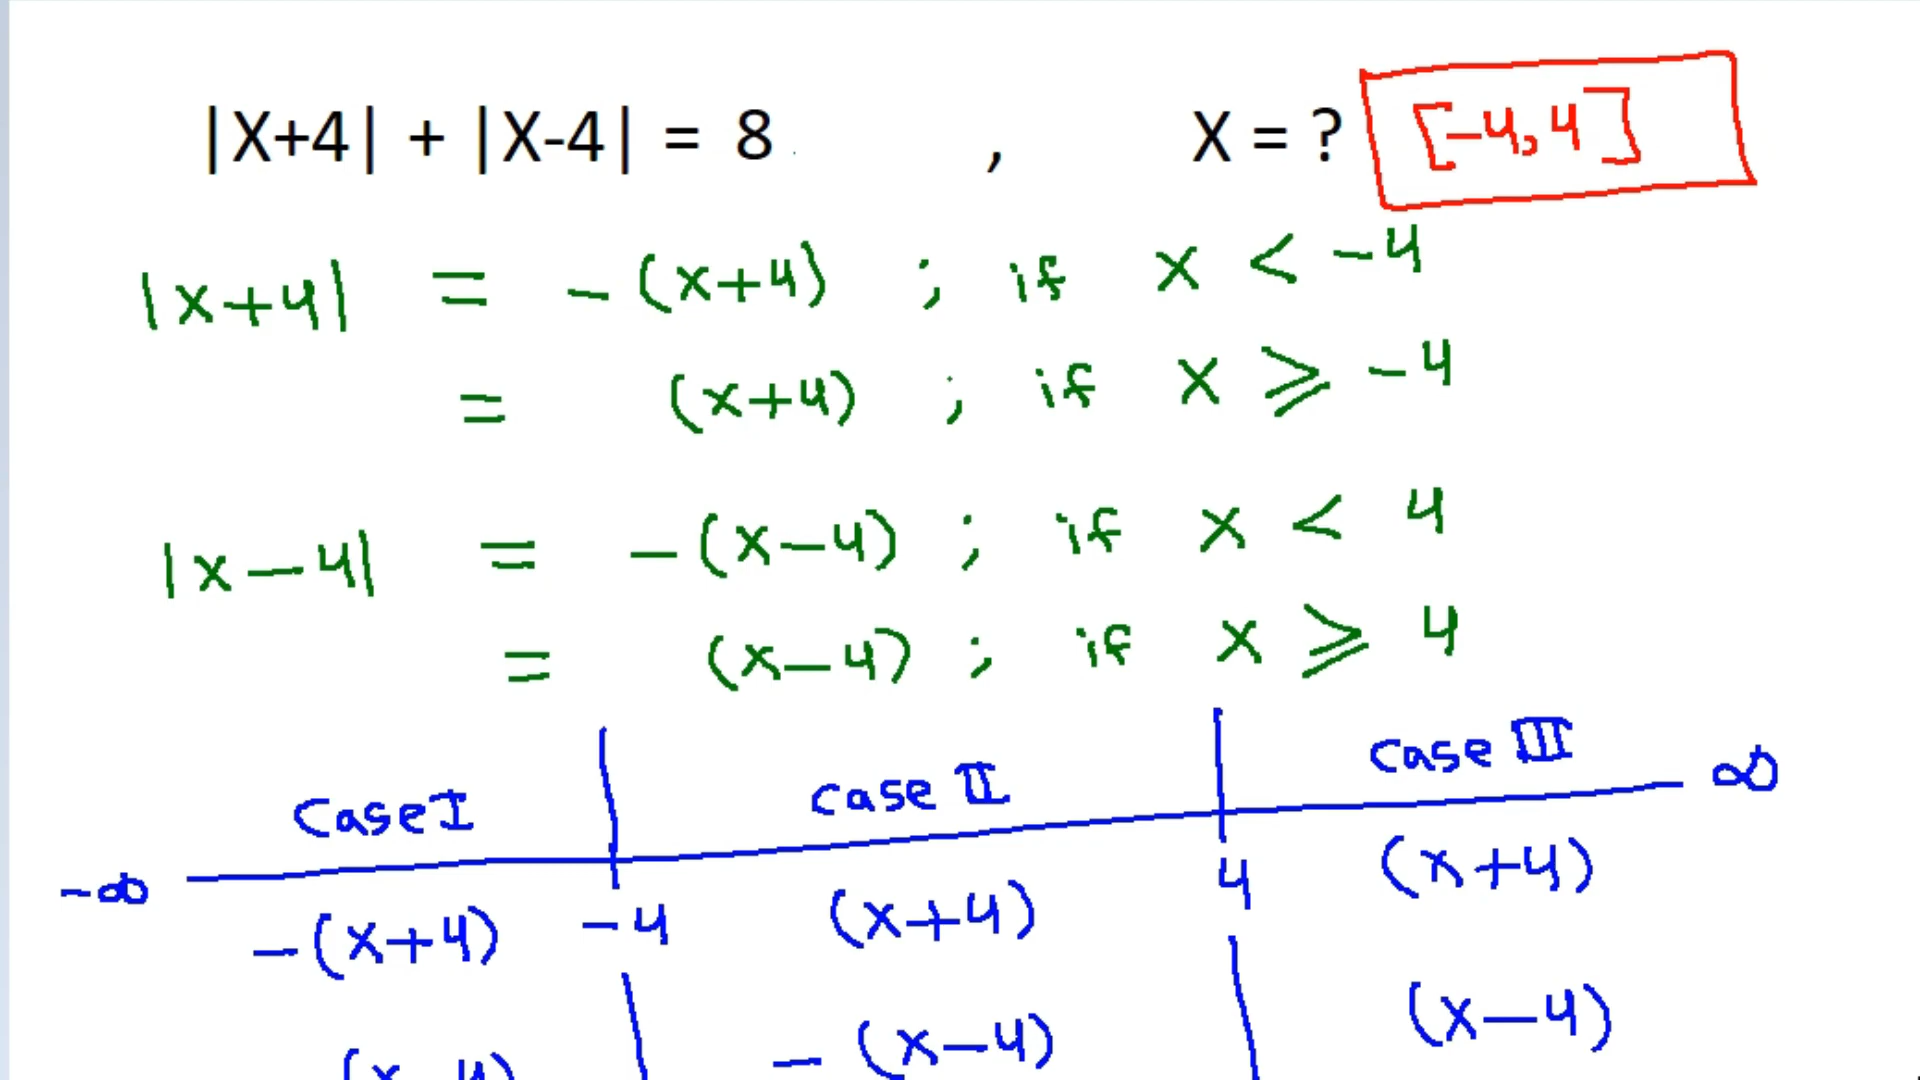 |X+4| + |X-4| = 8 , X = ? [-4,4]
|x+4| = -(x+4) ; if x < -4
= (x+4) ; if x ⩾ -4
|x-4| = -(x-4) ; if x < 4
= (x-4) ; if x ⩾ 4
Case I case II case III
-∞ -4 4 ∞
-(x+4) (x+4) (x+4)
(x-4) -(x-4) (x-4)